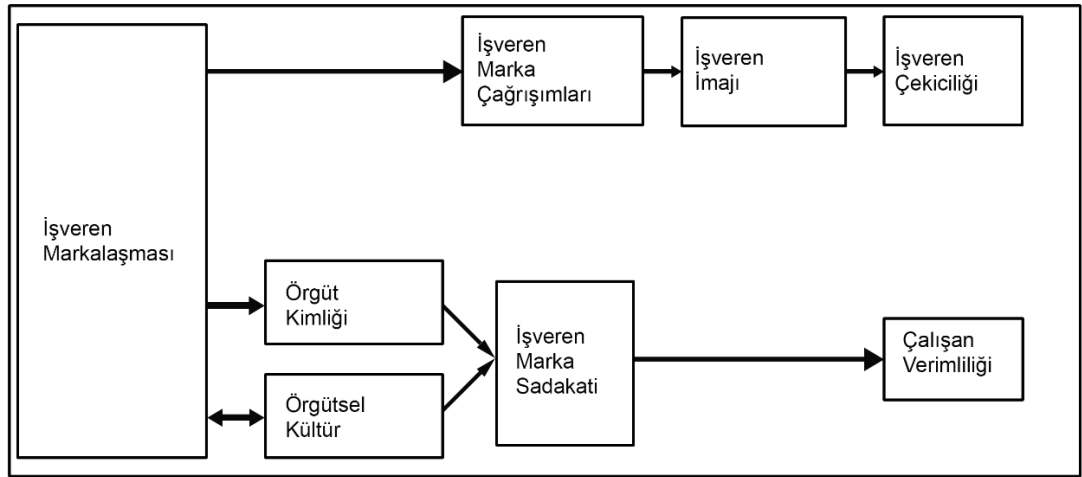 İşveren
Marka
Çağrışımları
İşveren
İmajı
İşveren
Çekiciliği
İşveren
Markalaşması
Örgüt
Kimliği
Örgütsel
Kültür
İşveren
Marka
Sadakati
Çalışan
Verimliliği